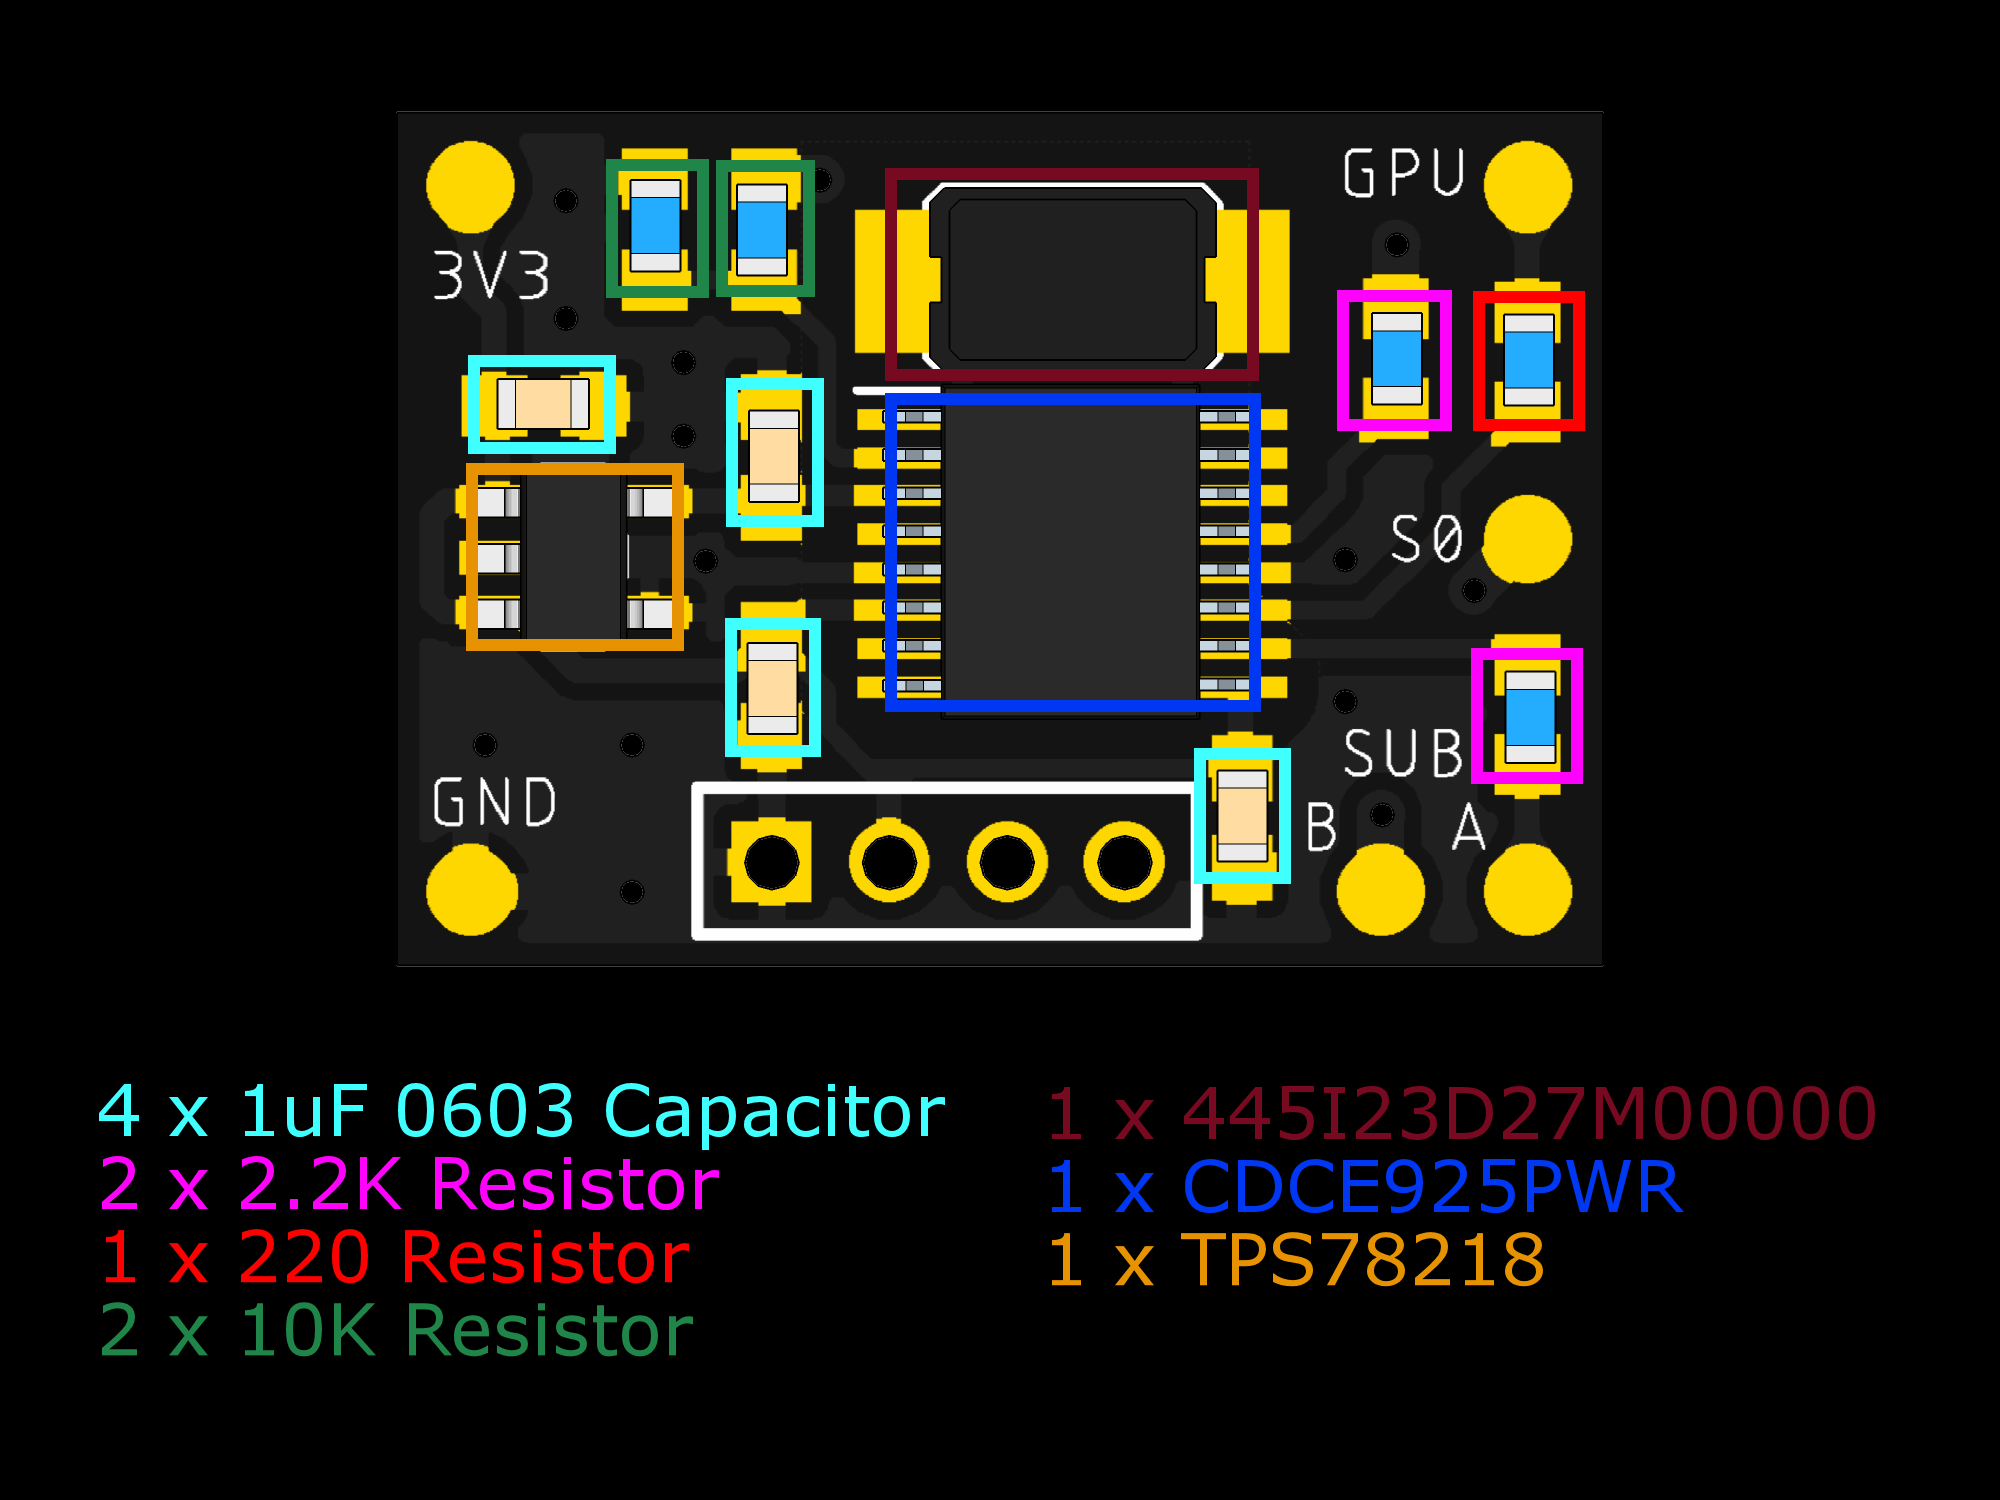 GPU
3V3
S0
SUB
GND
B
A
4 x 1uF 0603 Capacitor
2 x 2.2K Resistor
1 x 220 Resistor
2 x 10K Resistor
1 x 445I23D27M00000
1 x CDCE925PWR
1 x TPS78218